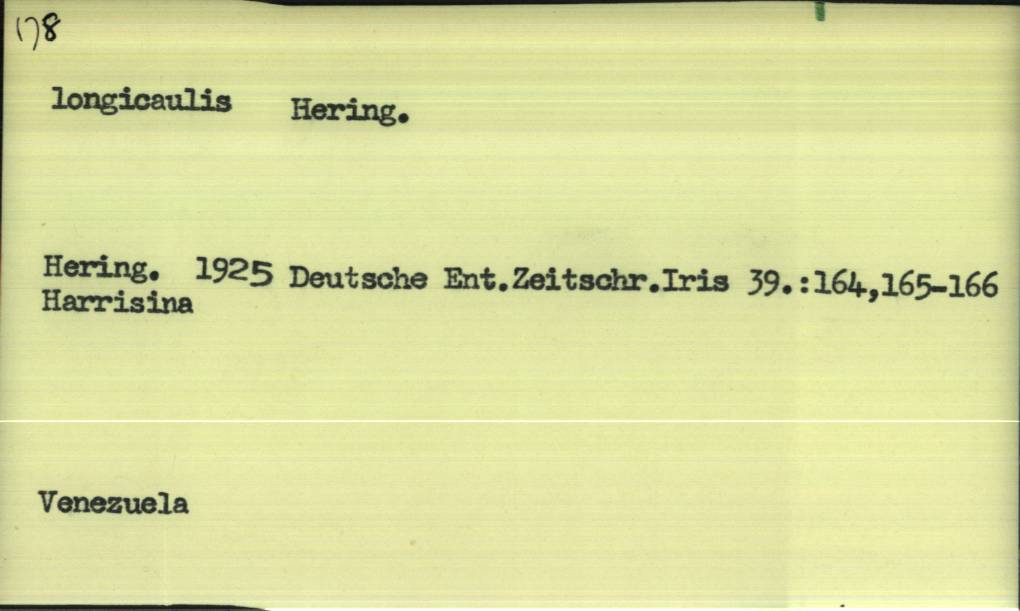 178
longicaulis Hering.
Hering. 1925 Deutsche Ent.Zeitschr.Iris 39.:164,165-166
Harrisina
Venezuela